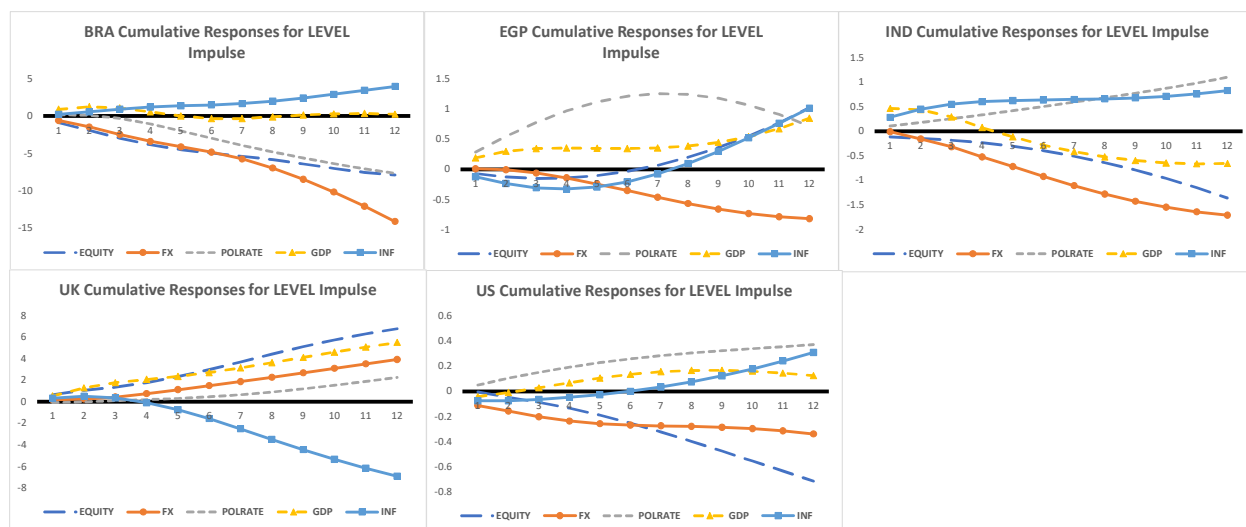 BRA Cumulative Responses for LEVEL
Impulse
5
0
-5
-10
-15
1 2 3 4 5 6 7 8 9 10 11 12
EQUITY FX POLRATE GDP INF
EGP Cumulative Responses for LEVEL
Impulse
1.5
1
0.5
0
-0.5
-1
1 2 3 4 5 6 7 8 9 10 11 12
EQUITY FX POLRATE GDP INF
IND Cumulative Responses for LEVEL Impulse
1.5
1
0.5
0
-0.5
-1
-1.5
-2
1 2 3 4 5 6 7 8 9 10 11 12
EQUITY FX POLRATE GDP INF
UK Cumulative Responses for LEVEL Impulse
8
6
4
2
0
-2
-4
-6
-8
1 2 3 4 5 6 7 8 9 10 11 12
EQUITY FX POLRATE GDP INF
US Cumulative Responses for LEVEL Impulse
0.6
0.4
0.2
0
-0.2
-0.4
-0.6
-0.8
1 2 3 4 5 6 7 8 9 10 11 12
EQUITY FX POLRATE GDP INF